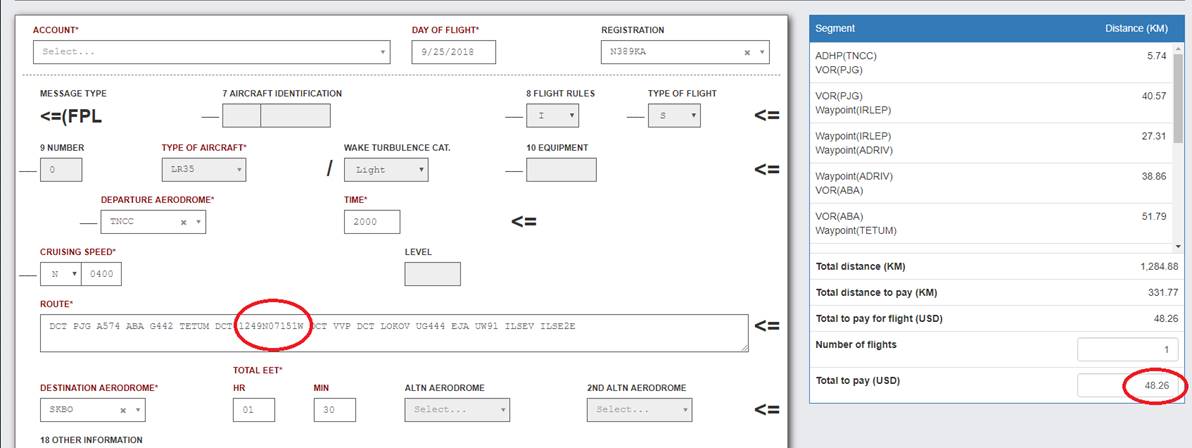 ACCOUNT* DAY OF FLIGHT* REGISTRATION
Select... 9/25/2018 N389KA
MESSAGE TYPE 7 AIRCRAFT IDENTIFICATION 8 FLIGHT RULES TYPE OF FLIGHT
<=(FPL I S <=
9 NUMBER TYPE OF AIRCRAFT* WAKE TURBULENCE CAT. 10 EQUIPMENT
0 LR35 / Light <=
DEPARTURE AERODROME* TIME*
TNCC 2000 <=
CRUISING SPEED* LEVEL
N 0400
ROUTE*
DCT PJG A574 ABA G442 TETUM DCT 1249N07151W DCT VVP DCT LOKOV UG444 EJA UW91 ILSEV ILSE2E <=
TOTAL EET*
DESTINATION AERODROME* HR MIN ALTN AERODROME 2ND ALTN AERODROME
SKBO 01 30 Select... Select... <=
18 OTHER INFORMATION
Segment Distance (KM)
ADHP(TNCC) 5.74
VOR(PJG)
VOR(PJG) 40.57
Waypoint(IRLEP)
Waypoint(IRLEP) 27.31
Waypoint(ADRIV)
Waypoint(ADRIV) 38.86
VOR(ABA)
VOR(ABA) 51.79
Waypoint(TETUM)
Total distance (KM) 1,284.88
Total distance to pay (KM) 331.77
Total to pay for flight (USD) 48.26
Number of flights 1
Total to pay (USD) 48.26